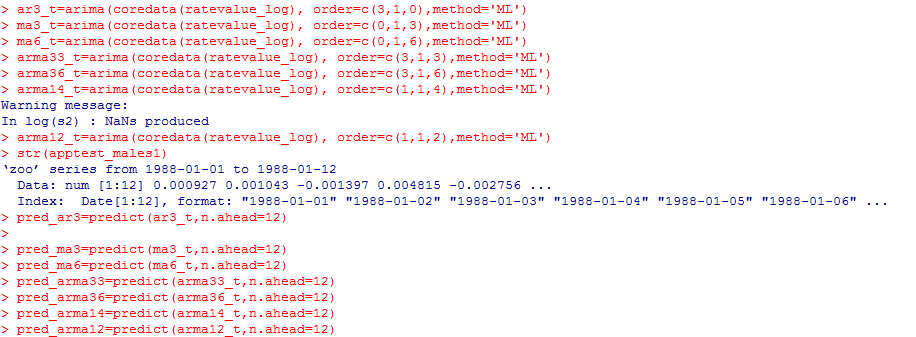 > ar3_t=arima(coredata(ratevalue_log), order=c(3,1,0),method='ML')
> ma3_t=arima(coredata(ratevalue_log), order=c(0,1,3),method='ML')
> ma6_t=arima(coredata(ratevalue_log), order=c(0,1,6),method='ML')
> arma33_t=arima(coredata(ratevalue_log), order=c(3,1,3),method='ML')
> arma36_t=arima(coredata(ratevalue_log), order=c(3,1,6),method='ML')
> arma14_t=arima(coredata(ratevalue_log), order=c(1,1,4),method='ML')
Warning message:
In log(s2) : NaNs produced
> arma12_t=arima(coredata(ratevalue_log), order=c(1,1,2),method='ML')
> str(apptest_males1)
‘zoo’ series from 1988-01-01 to 1988-01-12
  Data: num [1:12] 0.000927 0.001043 -0.001397 0.004815 -0.002756 ...
  Index:  Date[1:12], format: "1988-01-01" "1988-01-02" "1988-01-03" "1988-01-04" "1988-01-05" "1988-01-06" ...
> pred_ar3=predict(ar3_t,n.ahead=12)
>
> pred_ma3=predict(ma3_t,n.ahead=12)
> pred_ma6=predict(ma6_t,n.ahead=12)
> pred_arma33=predict(arma33_t,n.ahead=12)
> pred_arma36=predict(arma36_t,n.ahead=12)
> pred_arma14=predict(arma14_t,n.ahead=12)
> pred_arma12=predict(arma12_t,n.ahead=12)